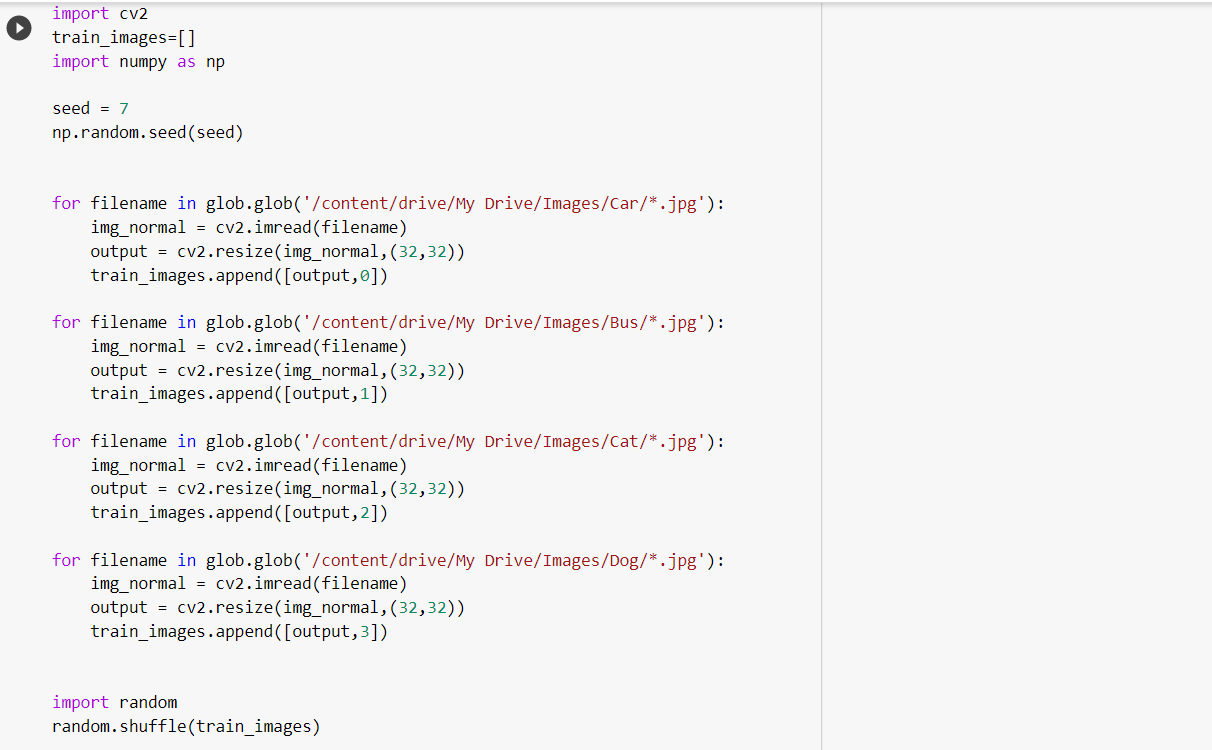 import cv2
train_images=[]
import numpy as np
seed = 7
np.random.seed(seed)
for filename in glob.glob('/content/drive/My Drive/Images/Car/*.jpg'):
    img_normal = cv2.imread(filename)
    output = cv2.resize(img_normal,(32,32))
    train_images.append([output,0])
for filename in glob.glob('/content/drive/My Drive/Images/Bus/*.jpg'):
    img_normal = cv2.imread(filename)
    output = cv2.resize(img_normal,(32,32))
    train_images.append([output,1])
for filename in glob.glob('/content/drive/My Drive/Images/Cat/*.jpg'):
    img_normal = cv2.imread(filename)
    output = cv2.resize(img_normal,(32,32))
    train_images.append([output,2])
for filename in glob.glob('/content/drive/My Drive/Images/Dog/*.jpg'):
    img_normal = cv2.imread(filename)
    output = cv2.resize(img_normal,(32,32))
    train_images.append([output,3])
import random
random.shuffle(train_images)